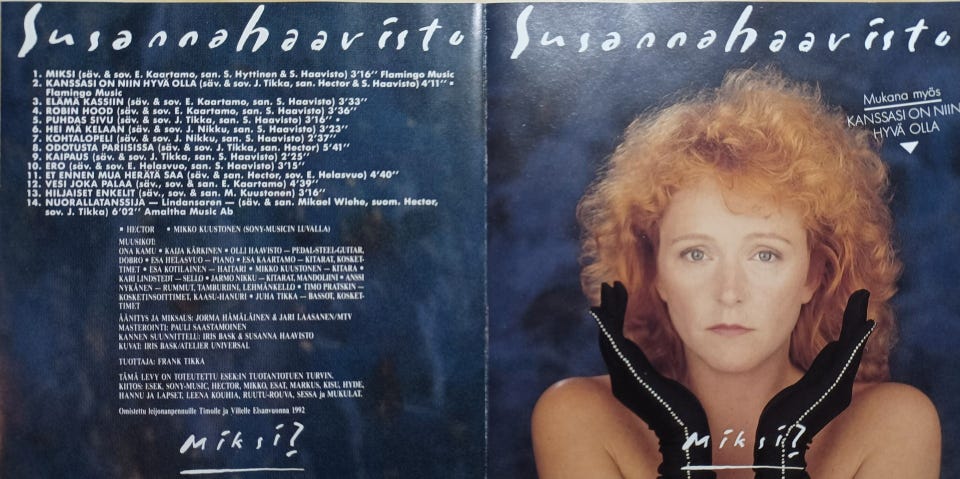 Susannahaavisto
1. MIKSI (säv. & sov. E. Kaartamo, san. S. Hyttinen & S. Haavisto) 3'16'' Flamingo Music
2. KANSSASI ON NIIN HYVÄ OLLA (säv. & sov. J. Tikka, san. Hector & S. Haavisto) 4'11'' •
Flamingo Music
3. ELÄMÄ KASSIIN (säv. & sov. E. Kaartamo, san. S. Haavisto) 3'33''
4. ROBIN HOOD (säv. & sov. E. Kaartamo, san. S. Haavisto) 3'36''
5. PUHDAS SIVU (säv. & sov. J. Tikka, san. S. Haavisto) 3'16'' •
6. HEI MÄ KELAAN (säv. & sov. J. Nikku, san. S. Haavisto) 3'23''
7. KOHTALOPELI (säv. & sov. J. Nikku, san. S. Haavisto) 2'37''
8. ODOTUSTA PARIISISSA (säv. & sov. J. Tikka, san. Hector) 5'41''
9. KAIPAUS (säv. & sov. J. Tikka, san. S. Haavisto) 2'25''
10. ERO (säv. & sov. E. Helasvuo, san. S. Haavisto) 3'15''
11. ET ENNEN MUA HERÄTÄ SAA (säv. & san. Hector, sov. E. Helasvuo) 4'40''
12. VESI JOKA PALAA (säv., sov. & san. E. Kaartamo) 4'39''
13. HILJAISET ENKELIT (säv., sov. & san. M. Kuustonen) 3'16''
14. NUORALLATANSSIJA — Lindansaren — (säv. & san. Mikael Wiehe, suom. Hector,
sov. J. Tikka) 6'02'' Amaltha Music Ab
• HECTOR • MIKKO KUUSTONEN (SONY-MUSICIN LUVALLA)
MUUSIKOT:
ONA KAMU • KAIJA KÄRKINEN • OLLI HAAVISTO — PEDAL-STEEL-GUITAR,
DOBRO • ESA HELASVUO — PIANO • ESA KAARTAMO — KITARAT, KOSKET-
TIMET • ESA KOTILAINEN — HAITARI • MIKKO KUUSTONEN — KITARA •
KARI LINDSTEDT — SELLO • JARMO NIKKU — KITARAT, MANDOLIINI • ANSSI
NYKÄNEN — RUMMUT, TAMBURIINI, LEHMÄNKELLO • TIMO PRATSKIN —
KOSKETINSOITTIMET, KAASU-HANURI • JUHA TIKKA — BASSOT, KOSKET-
TIMET
ÄÄNITYS JA MIKSAUS: JORMA HÄMÄLÄINEN & JARI LAASANEN/MTV
MASTEROINTI: PAULI SAASTAMOINEN
KANNEN SUUNNITTELU: IRIS BASK & SUSANNA HAAVISTO
KUVAT: IRIS BASK/ATELIER UNIVERSAL
TUOTTAJA: FRANK TIKKA
TÄMÄ LEVY ON TOTEUTETTU ESEK:IN TUOTANTOTUEN TURVIN.
KIITOS: ESEK, SONY-MUSIC, HECTOR, MIKKO, ESAT, MARKUS, KISU, HYDE,
HANNU JA LAPSET, LEENA KOUHIA, RUUTU-ROUVA, SESSA ja MUKULAT.
Omistettu leijonanpennuille Timolle ja Villelle Elsanvuonna 1992
Miksi?
Susannahaavisto
Mukana myös
KANSSASI ON NIIN
HYVÄ OLLA
Miksi?